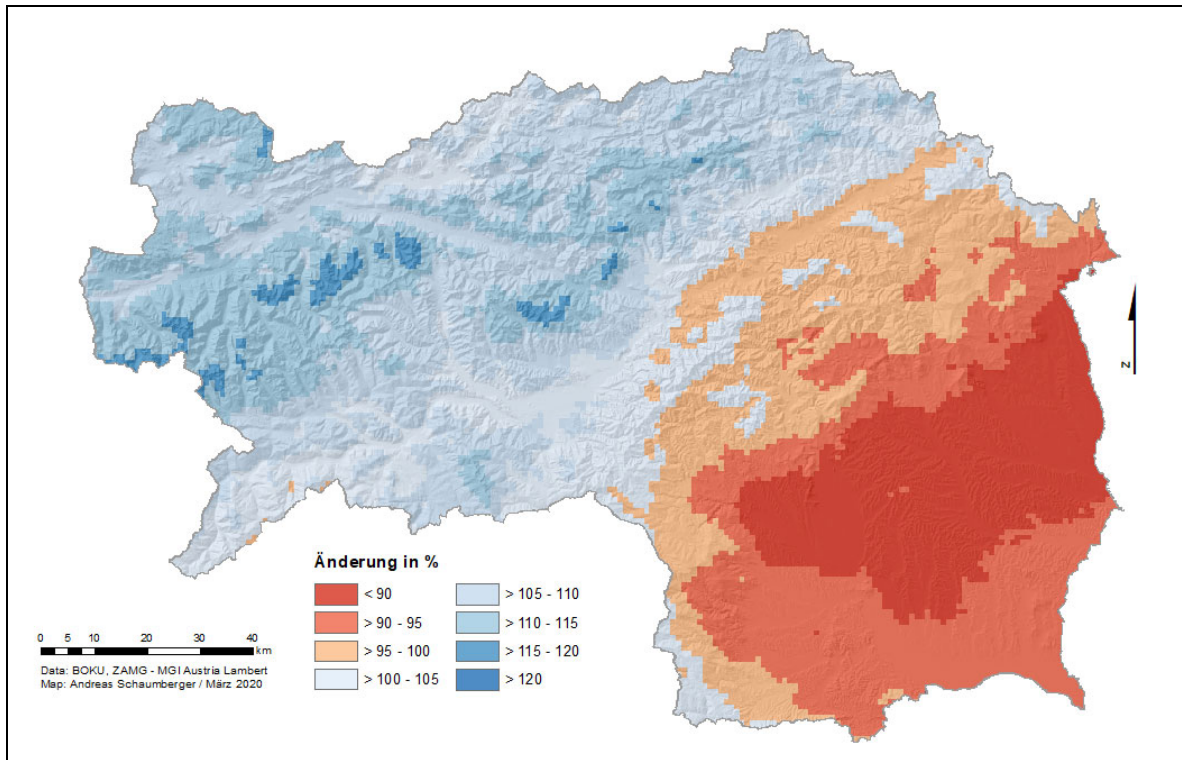 N
Änderung in %
< 90
> 90 - 95
> 95 - 100
> 100 - 105
> 105 - 110
> 110 - 115
> 115 - 120
> 120
0 5 10 20 30 40
km
Data: BOKU, ZAMG - MGI Austria Lambert
Map: Andreas Schaumberger / März 2020